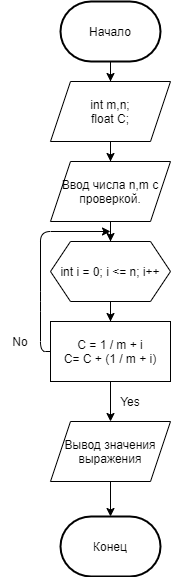 Начало
int m,n;
float C;
Ввод числа n,m с
проверкой.
int i = 0; i <= n; i++
No
C = 1 / m + i
C= C + (1 / m + i)
Yes
Вывод значения
выражения
Конец